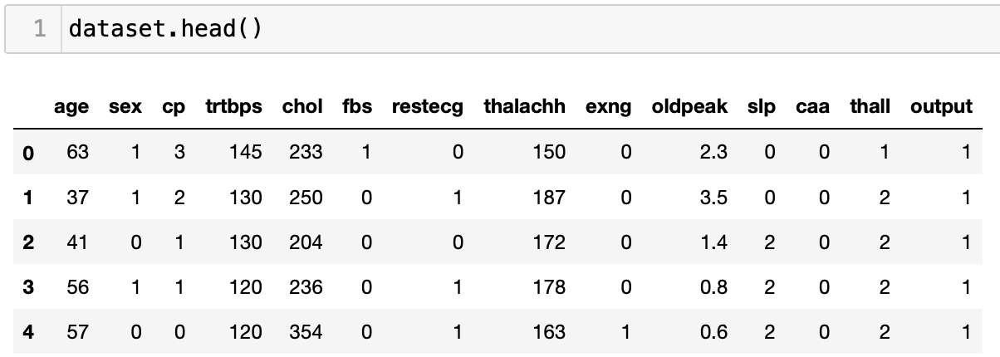 1 dataset.head()
age sex cp trtbps chol fbs restecg thalachh exng oldpeak slp caa thall output
0 63 1 3 145 233 1 0 150 0 2.3 0 0 1 1
1 37 1 2 130 250 0 1 187 0 3.5 0 0 2 1
2 41 0 1 130 204 0 0 172 0 1.4 2 0 2 1
3 56 1 1 120 236 0 1 178 0 0.8 2 0 2 1
4 57 0 0 120 354 0 1 163 1 0.6 2 0 2 1